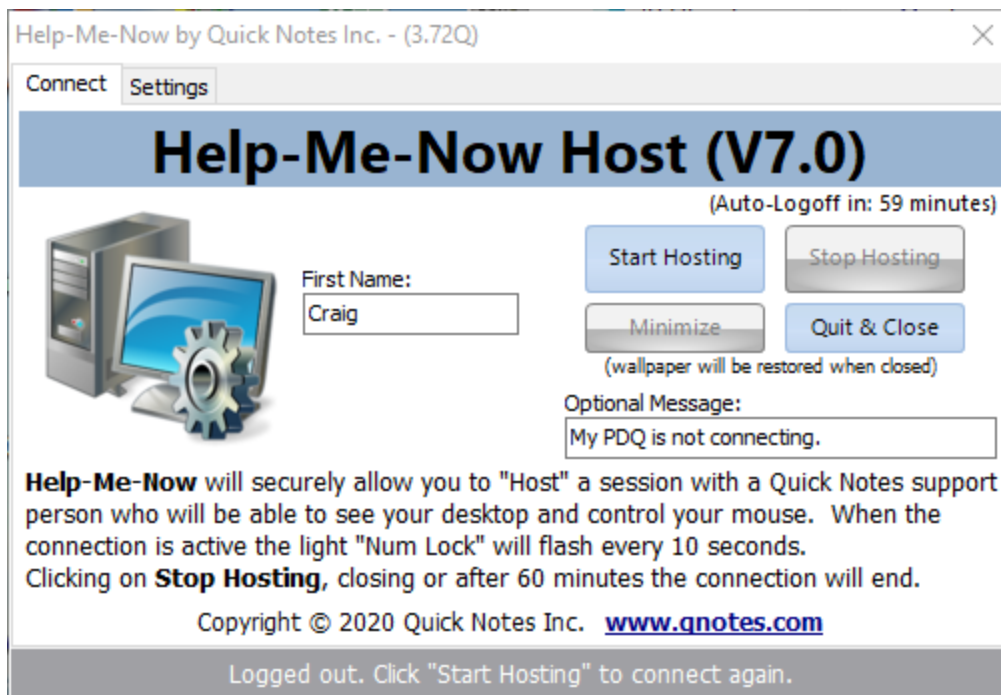 Help-Me-Now by Quick Notes Inc. - (3.72Q)
Connect
Settings
Help-Me-Now Host (V7.0)
(Auto-Logoff in: 59 minutes)
First Name:
Craig
Start Hosting
Stop Hosting
Minimize
Quit & Close
(wallpaper will be restored when closed)
Optional Message:
My PDQ is not connecting.
Help-Me-Now will securely allow you to "Host" a session with a Quick Notes support
person who will be able to see your desktop and control your mouse. When the
connection is active the light "Num Lock" will flash every 10 seconds.
Clicking on Stop Hosting, closing or after 60 minutes the connection will end.
Copyright © 2020 Quick Notes Inc. www.qnotes.com
Logged out. Click "Start Hosting" to connect again.